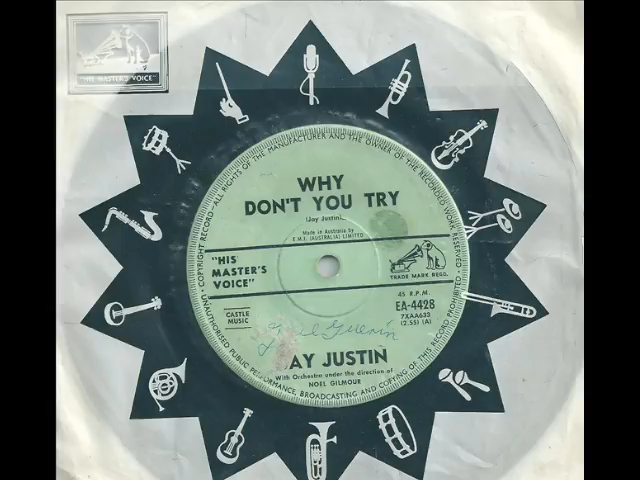 "HIS MASTER'S VOICE"
COPYRIGHT RECORD - ALL RIGHTS OF THE MANUFACTURER AND THE OWNER OF THE RECORDED WORK RESERVED
UNAUTHORISED PUBLIC PERFORMANCE, BROADCASTING AND COPYING OF THIS RECORD PROHIBITED
WHY
DON'T YOU TRY
(Jay Justin)
Made in Australia by
E.M.I. (AUSTRALIA) LIMITED
"HIS
MASTER'S
VOICE"
TRADE MARK REGD.
45 R.P.M.
EA-4428
7XAA630
(2.55) (A)
CASTLE
MUSIC
Guerin
JAY JUSTIN
With Orchestra under the direction of
NOEL GILMOUR